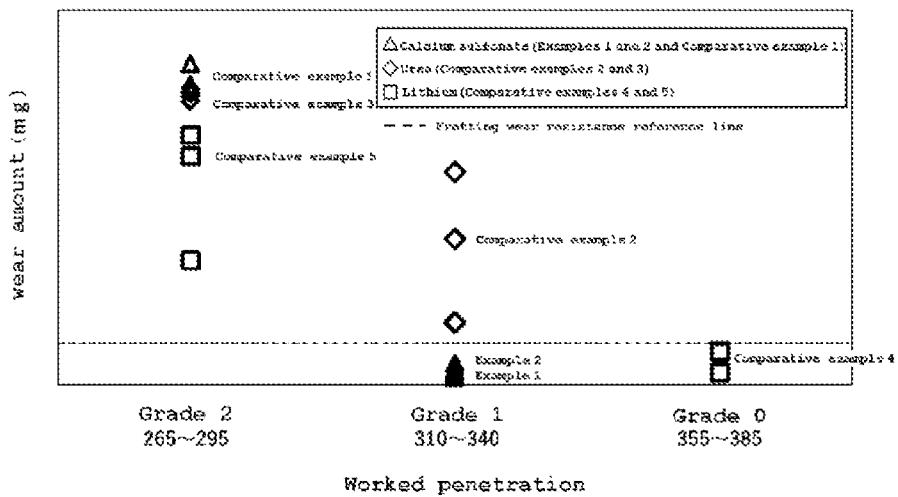 △Calcium sulfonate (Examples 1 and 2 and Comparative example 1)
◇Urea (Comparative examples 2 and 3)
□Lithium (Comparative examples 4 and 5)
Fretting wear resistance reference line
wear amount (mg)
Comparative example 1
Comparative example 3
Comparative example 5
Comparative example 2
Example 2
Example 1
Comparative example 4
Grade 2
265~295
Grade 1
310~340
Grade 0
355~385
Worked penetration